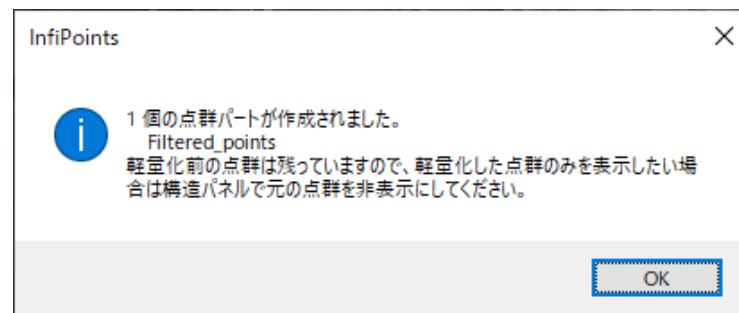 InfiPoints
1 個の点群パートが作成されました。
Filtered_points
軽量化前の点群は残っていますので、軽量化した点群のみを表示したい場
合は構造パネルで元の点群を非表示にしてください。
OK